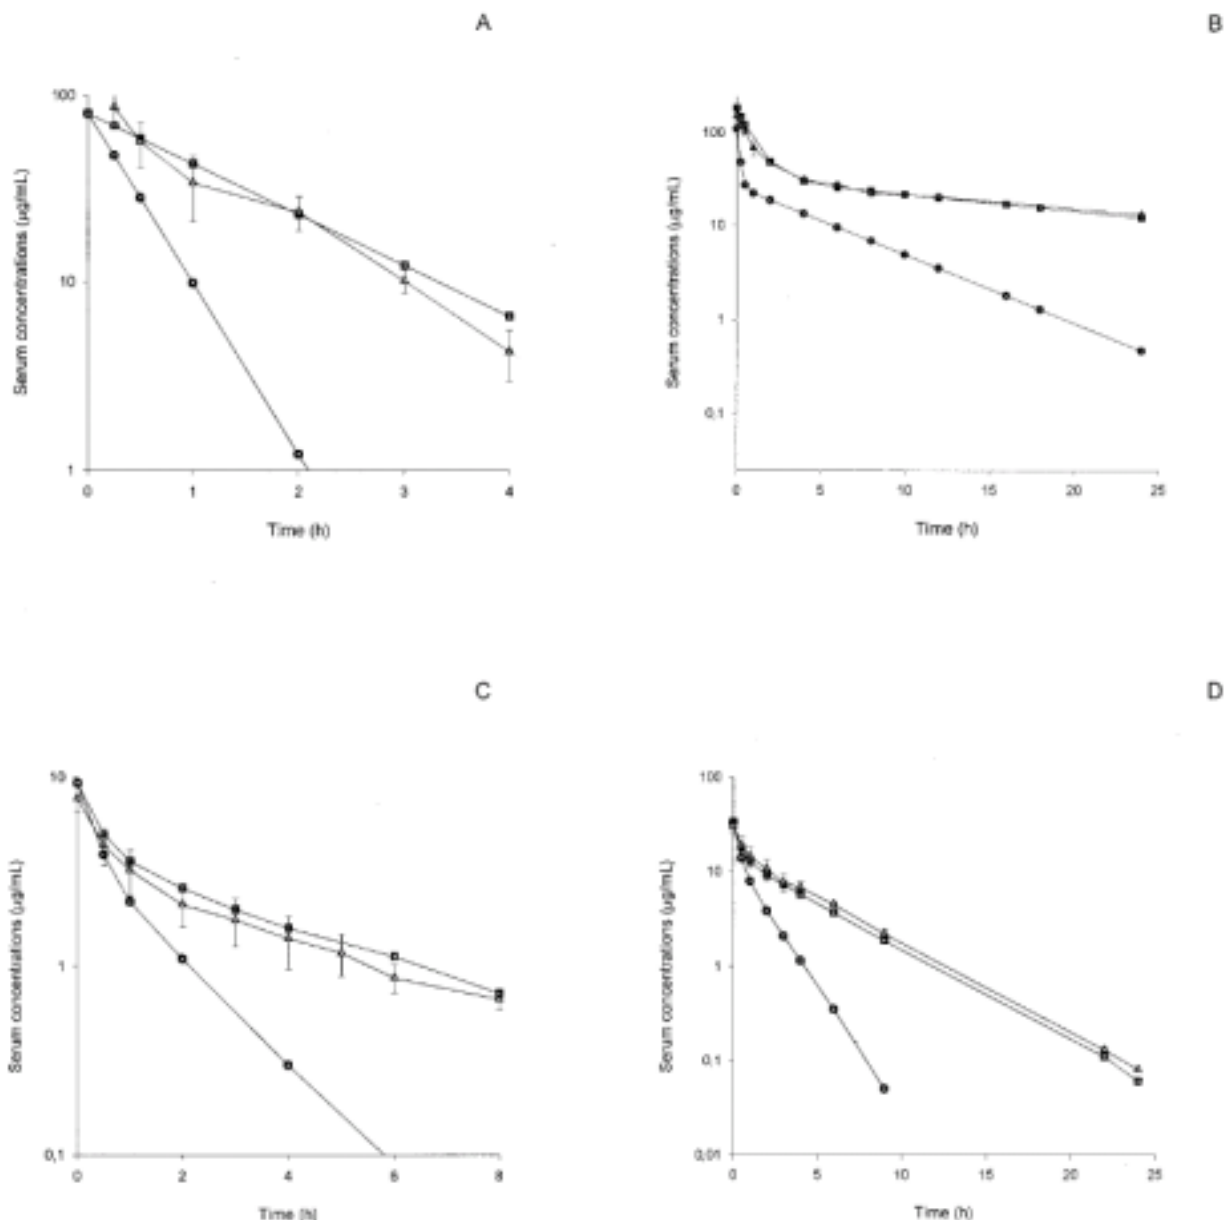 A
100
10
1
0 1 2 3 4
Serum concentrations (µg/mL)
Time (h)
B
100
10
1
0,1
0 5 10 15 20 25
Serum concentrations (µg/mL)
Time (h)
C
10
1
0,1
0 2 4 6 8
Serum concentrations (µg/mL)
Time (h)
D
100
10
1
0,1
0,01
0 5 10 15 20 25
Serum concentrations (µg/mL)
Time (h)